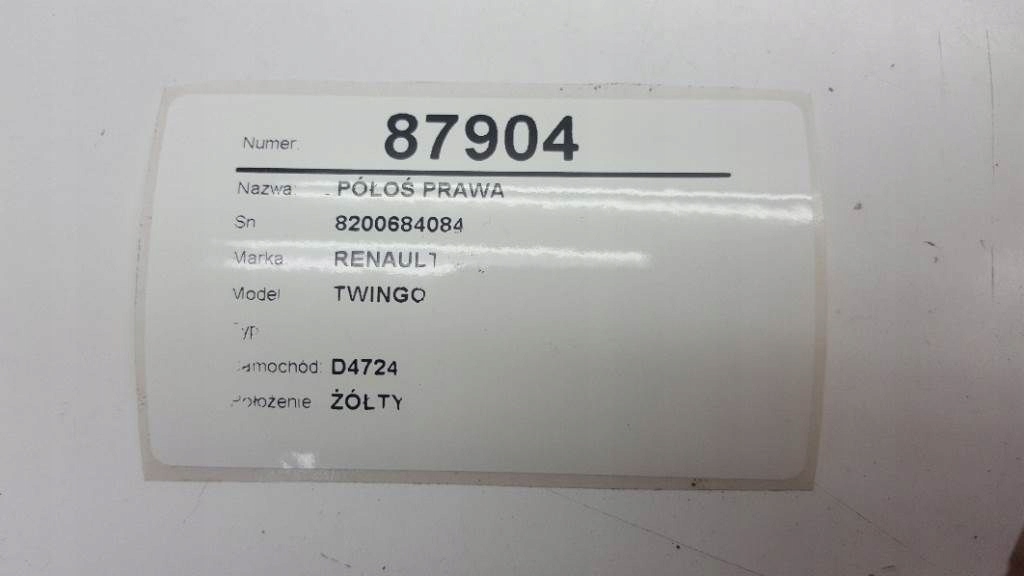 Numer. 87904
Nazwa: PÓŁOŚ PRAWA
Sn 8200684084
Marka RENAULT
Model TWINGO
Typ
Samochód: D4724
Położenie ŻÓŁTY